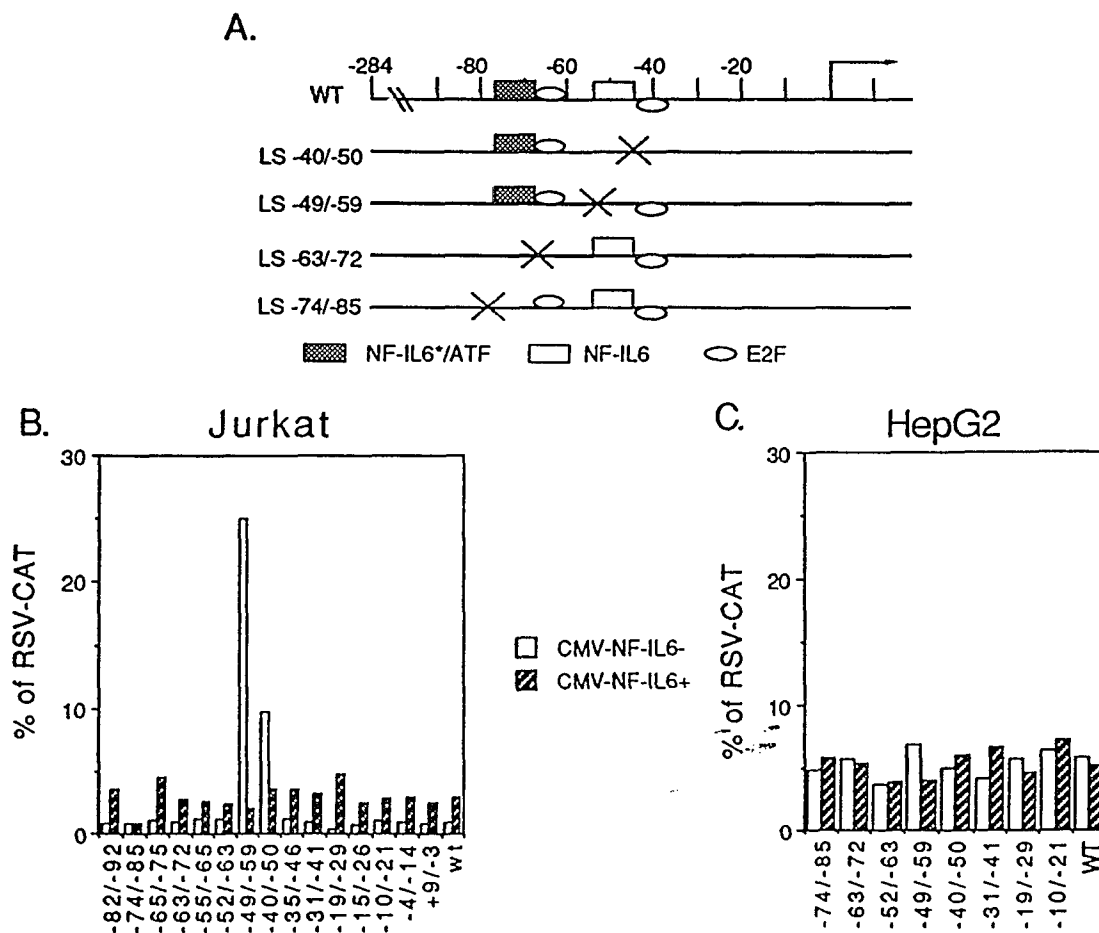 A.
-284 -80 -60 -40 -20
WT
LS -40/-50
LS -49/-59
LS -63/-72
LS -74/-85
NF-IL6*/ATF NF-IL6 E2F
B. Jurkat
30
20
10
0
% of RSV-CAT
-82/-92
-74/-85
-65/-75
-63/-72
-55/-65
-52/-63
-49/-59
-40/-50
-35/-46
-31/-41
-19/-29
-15/-26
-10/-21
-4/-14
+9/-3
wt
CMV-NF-IL6-
CMV-NF-IL6+
C. HepG2
30
20
10
0
% of RSV-CAT
-74/-85
-63/-72
-52/-63
-49/-59
-40/-50
-31/-41
-19/-29
-10/-21
WT